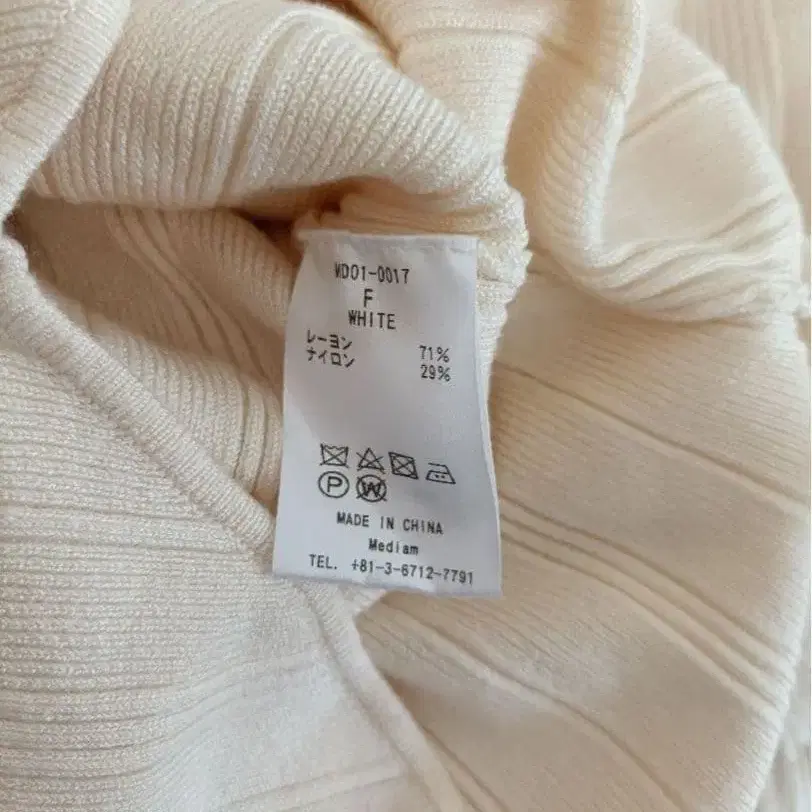 WD01-0017
F
WHITE
レーヨン 71%
ナイロン 29%
P W
MADE IN CHINA
Mediam
TEL. +81-3-6712-7791